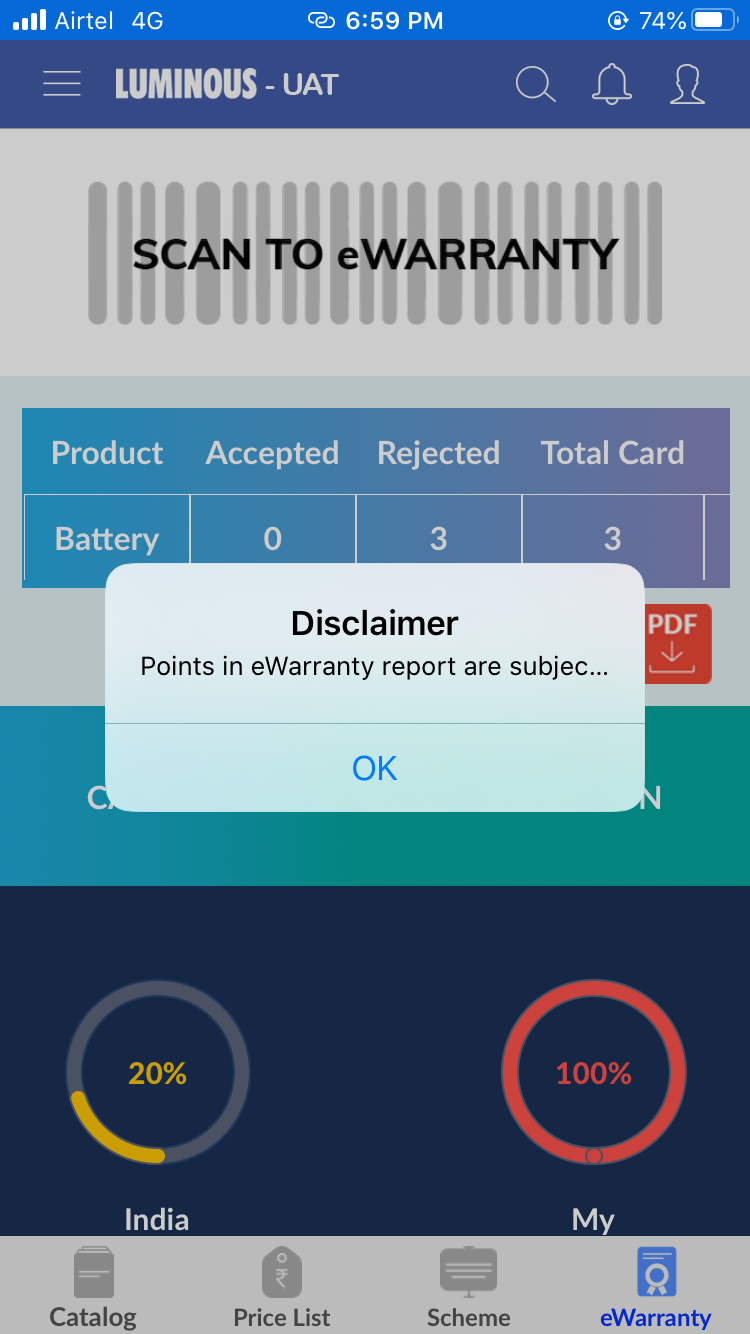 Airtel 4G 6:59 PM 74%
LUMINOUS - UAT
SCAN TO eWARRANTY
Product Accepted Rejected Total Card
Battery 0 3 3
Disclaimer
Points in eWarranty report are subjec...
OK
PDF
20% 100%
India My
Catalog Price List Scheme eWarranty